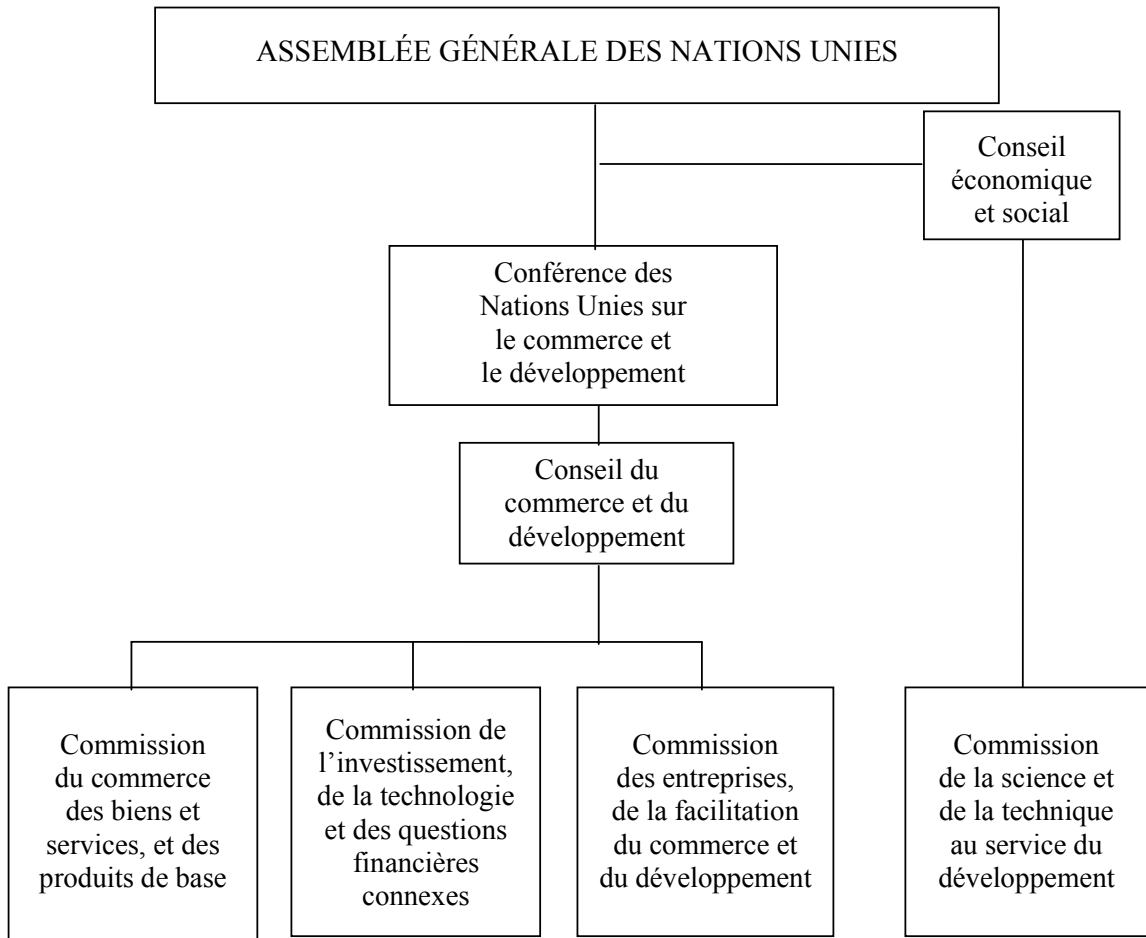 ASSEMBLÉE GÉNÉRALE DES NATIONS UNIES
Conseil
économique
et social
Conférence des
Nations Unies sur
le commerce et
le développement
Conseil du
commerce et du
développement
Commission
du commerce
des biens et
services, et des
produits de base
Commission de
l’investissement,
de la technologie
et des questions
financières
connexes
Commission
des entreprises,
de la facilitation
du commerce et
du développement
Commission
de la science et
de la technique
au service du
développement